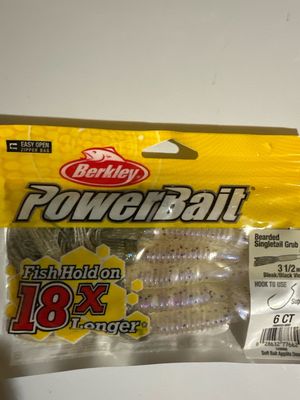 EASY OPEN
ZIPPER BAG
Berkley
PowerBait
Fish Hold on
18x
Longer
Bearded
Singletail Grub
3 1/2
HOOK TO USE
6 CT